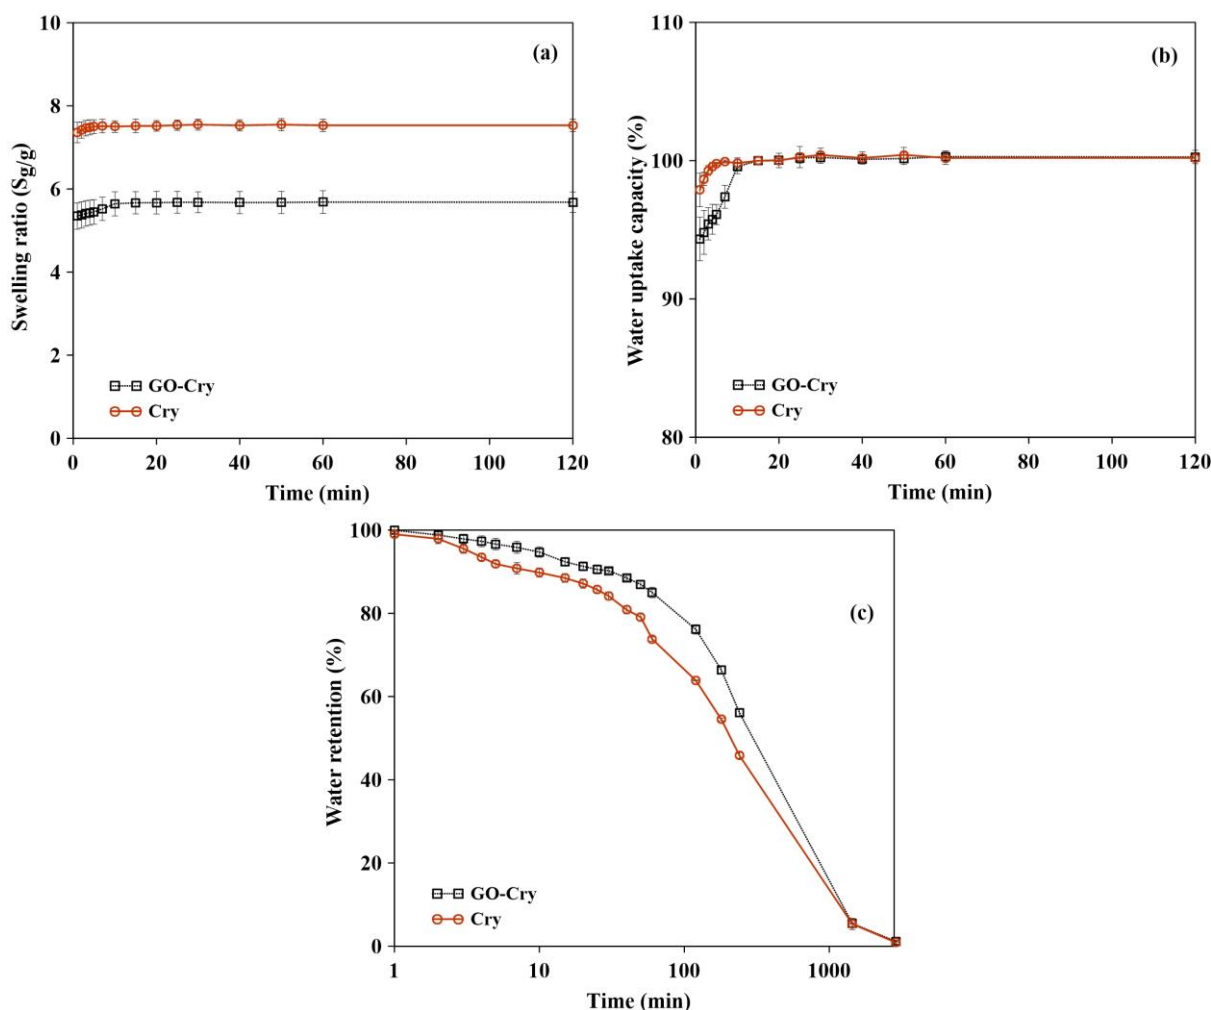 (a)
Swelling ratio (Sg/g)
10
8
6
4
2
0
GO-Cry
Cry
0 20 40 60 80 100 120
Time (min)
(b)
Water uptake capacity (%)
110
100
90
80
GO-Cry
Cry
0 20 40 60 80 100 120
Time (min)
(c)
Water retention (%)
100
80
60
40
20
0
GO-Cry
Cry
1 10 100 1000
Time (min)